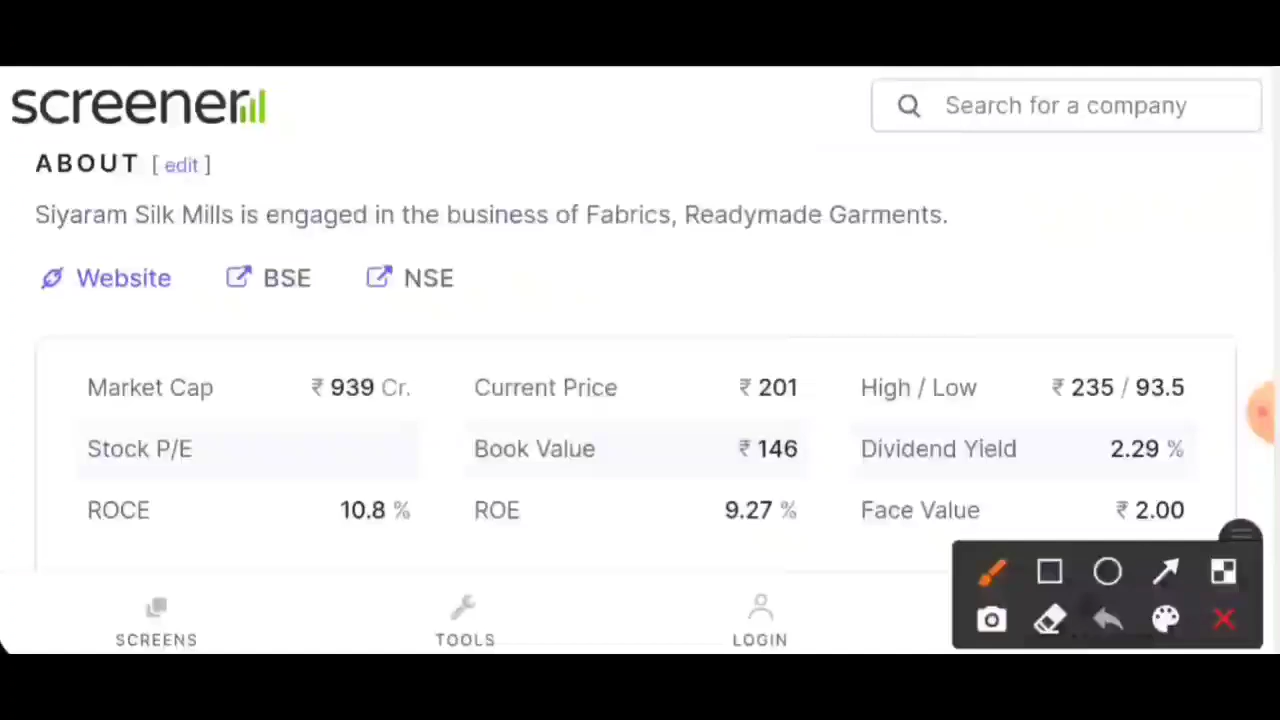 screener
Search for a company
ABOUT [ edit ]
Siyaram Silk Mills is engaged in the business of Fabrics, Readymade Garments.
Website BSE NSE
Market Cap ₹ 939 Cr. Current Price ₹ 201 High / Low ₹ 235 / 93.5
Stock P/E Book Value ₹ 146 Dividend Yield 2.29 %
ROCE 10.8 % ROE 9.27 % Face Value ₹ 2.00
SCREENS TOOLS LOGIN